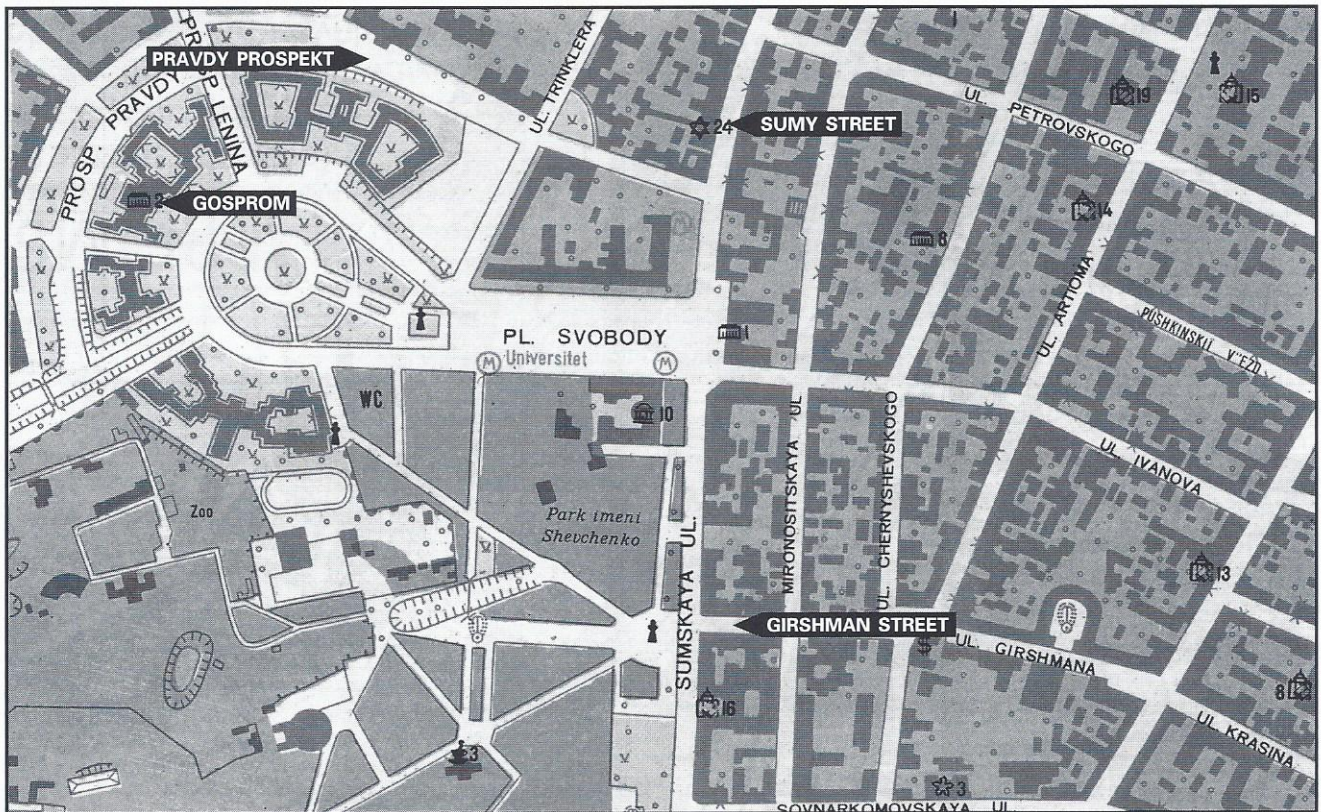 PRAVDY PROSPEKT
PROSP. PRAVDY
PROSP. LENINA
UL. TRINKLERA
24
SUMY STREET
UL. PETROVSKOGO
19
15
2
GOSPROM
14
8
UL. ARTIOMA
PUSHKINSKII V"EZD
PL. SVOBODY
1
M
Universitet
M
M
WC
10
MIRONOSITSKAYA UL
UL. CHERNYSHEVSKOGO
UL. IVANOVA
Zoo
Park imeni
Shevchenko
SUMSKAYA UL.
13
GIRSHMAN STREET
$
UL. GIRSHMANA
16
8
UL. KRASINA
3
3
SOVNARKOMOVSKAYA UL.